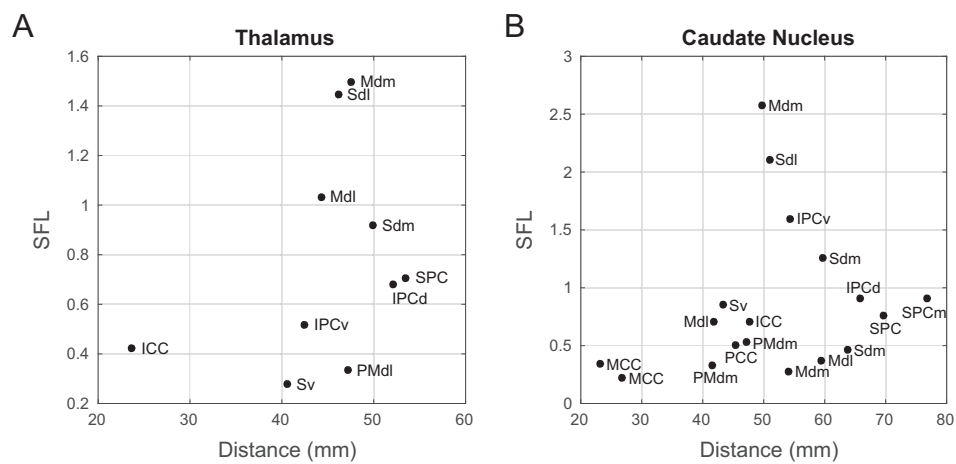 A
Thalamus
SFL
1.6
1.4
1.2
1
0.8
0.6
0.4
0.2
Mdm
Sdl
Mdl
Sdm
SPC
IPCd
IPCv
ICC
PMdl
Sv
20 30 40 50 60
Distance (mm)
B
Caudate Nucleus
SFL
3
2.5
2
1.5
1
0.5
0
Mdm
Sdl
IPCv
Sdm
IPCd
SPCm
Sv
SPC
Mdl ICC
PMdm
PCC
Sdm
Mdl
MCC
PMdm
Mdm
MCC
20 30 40 50 60 70 80
Distance (mm)